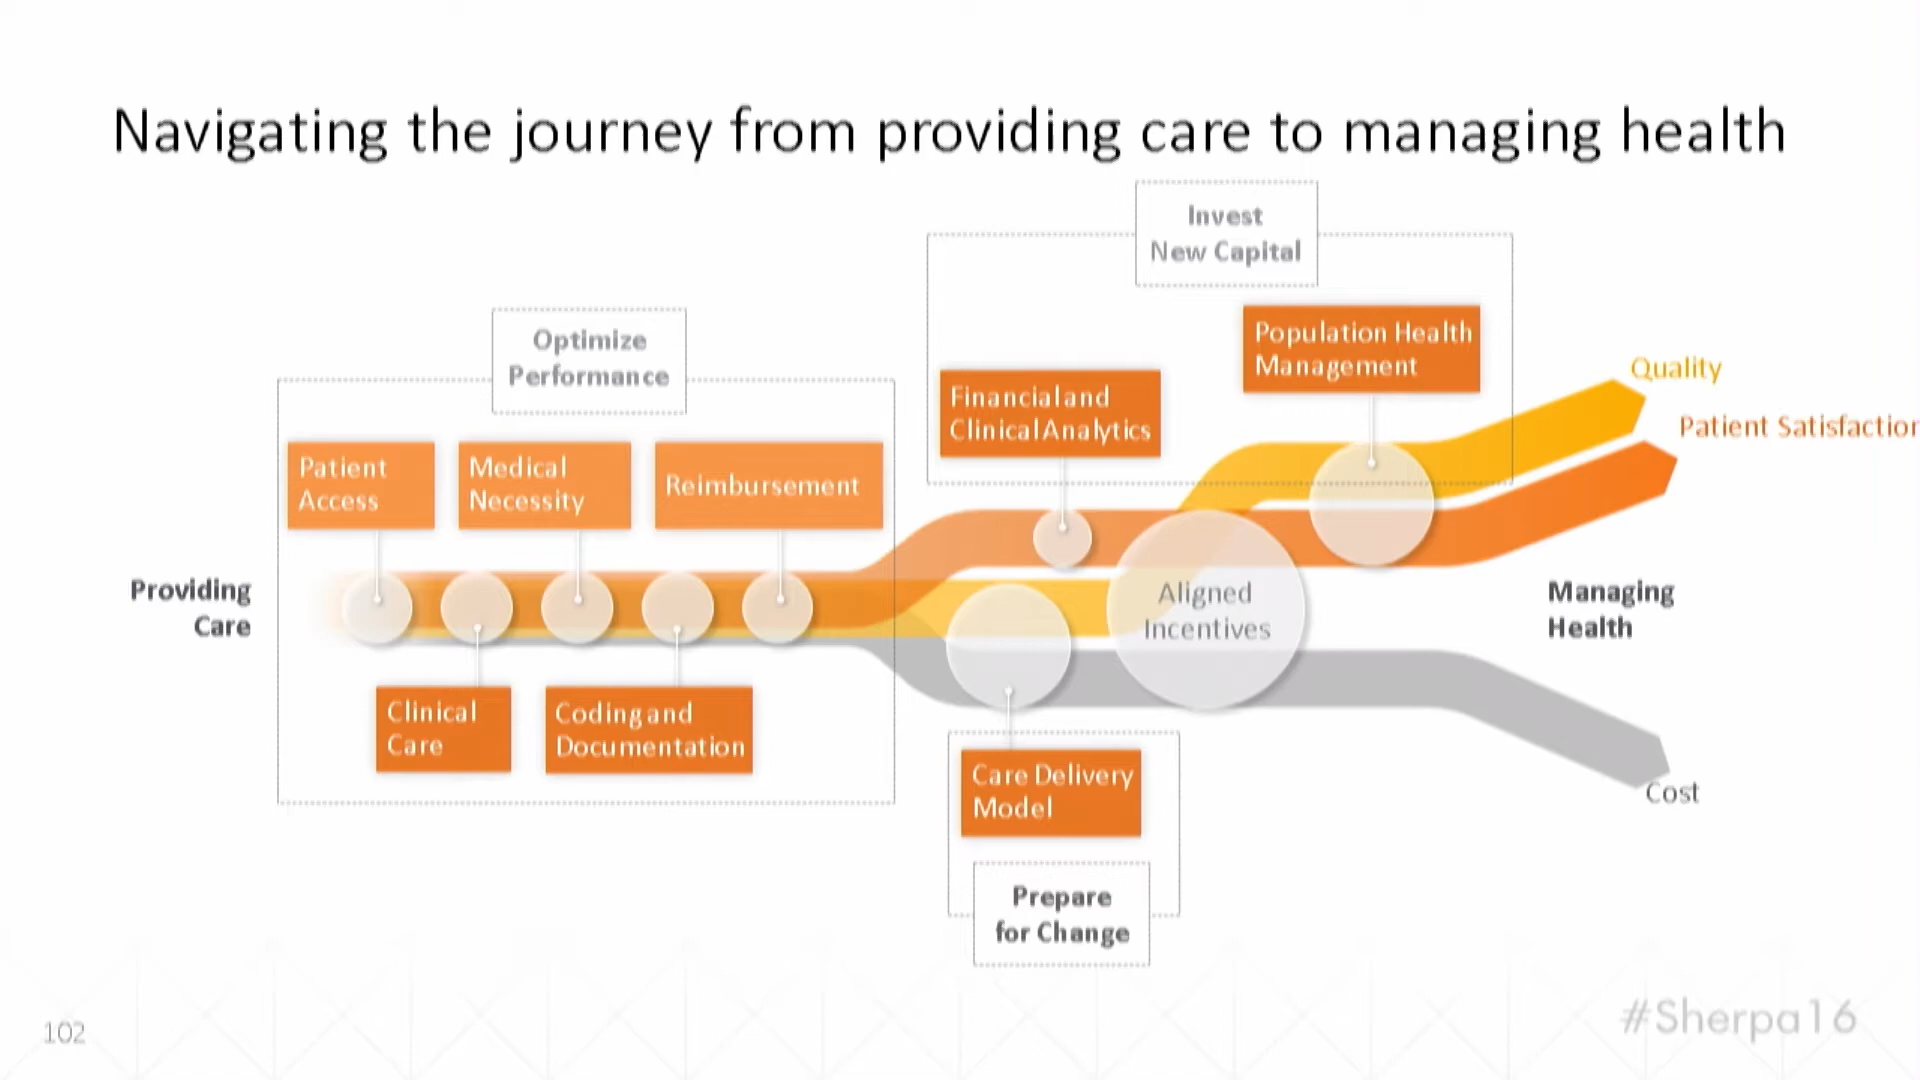 Navigating the journey from providing care to managing health
Invest
New Capital
Optimize
Performance
Population Health
Management
Quality
Financial and
Clinical Analytics
Patient Satisfaction
Patient
Access
Medical
Necessity
Reimbursement
Providing
Care
Aligned
Incentives
Managing
Health
Clinical
Care
Coding and
Documentation
Care Delivery
Model
Cost
Prepare
for Change
102
#Sherpa16